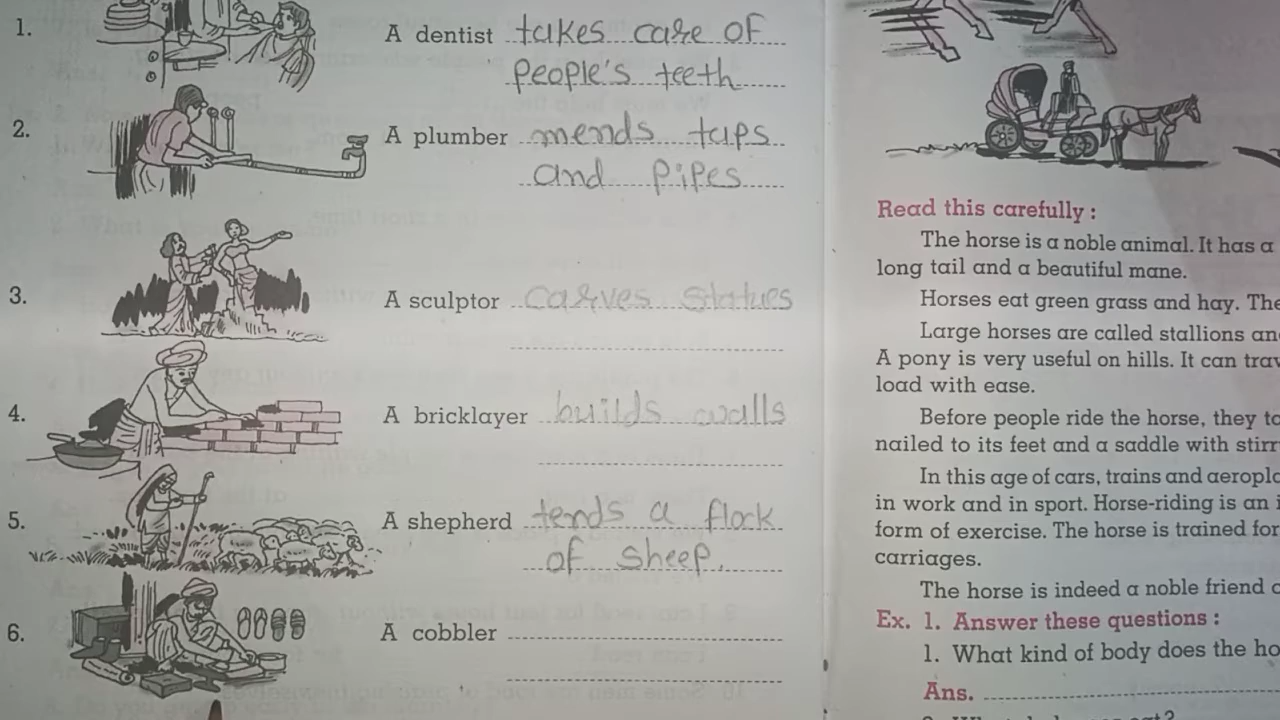 1. A dentist takes care of
people's teeth
2. A plumber mends taps
and pipes
3. A sculptor carves statues
4. A bricklayer builds walls
5. A shepherd tends a flock
of sheep.
6. A cobbler
Read this carefully :
The horse is a noble animal. It has a
long tail and a beautiful mane.
Horses eat green grass and hay. The
Large horses are called stallions an
A pony is very useful on hills. It can trav
load with ease.
Before people ride the horse, they to
nailed to its feet and a saddle with stirr
In this age of cars, trains and aeropla
in work and in sport. Horse-riding is an i
form of exercise. The horse is trained for
carriages.
The horse is indeed a noble friend o
Ex. 1. Answer these questions :
1. What kind of body does the ho
Ans.